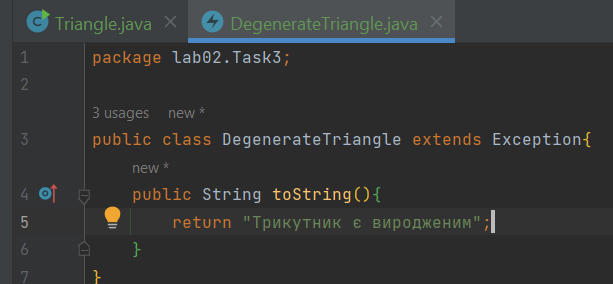 Triangle.java × DegenerateTriangle.java ×
1 package lab02.Task3;
2
3 usages new *
3 public class DegenerateTriangle extends Exception{
new *
4 public String toString(){
5 return "Трикутник є виродженим";
6 }
7 }